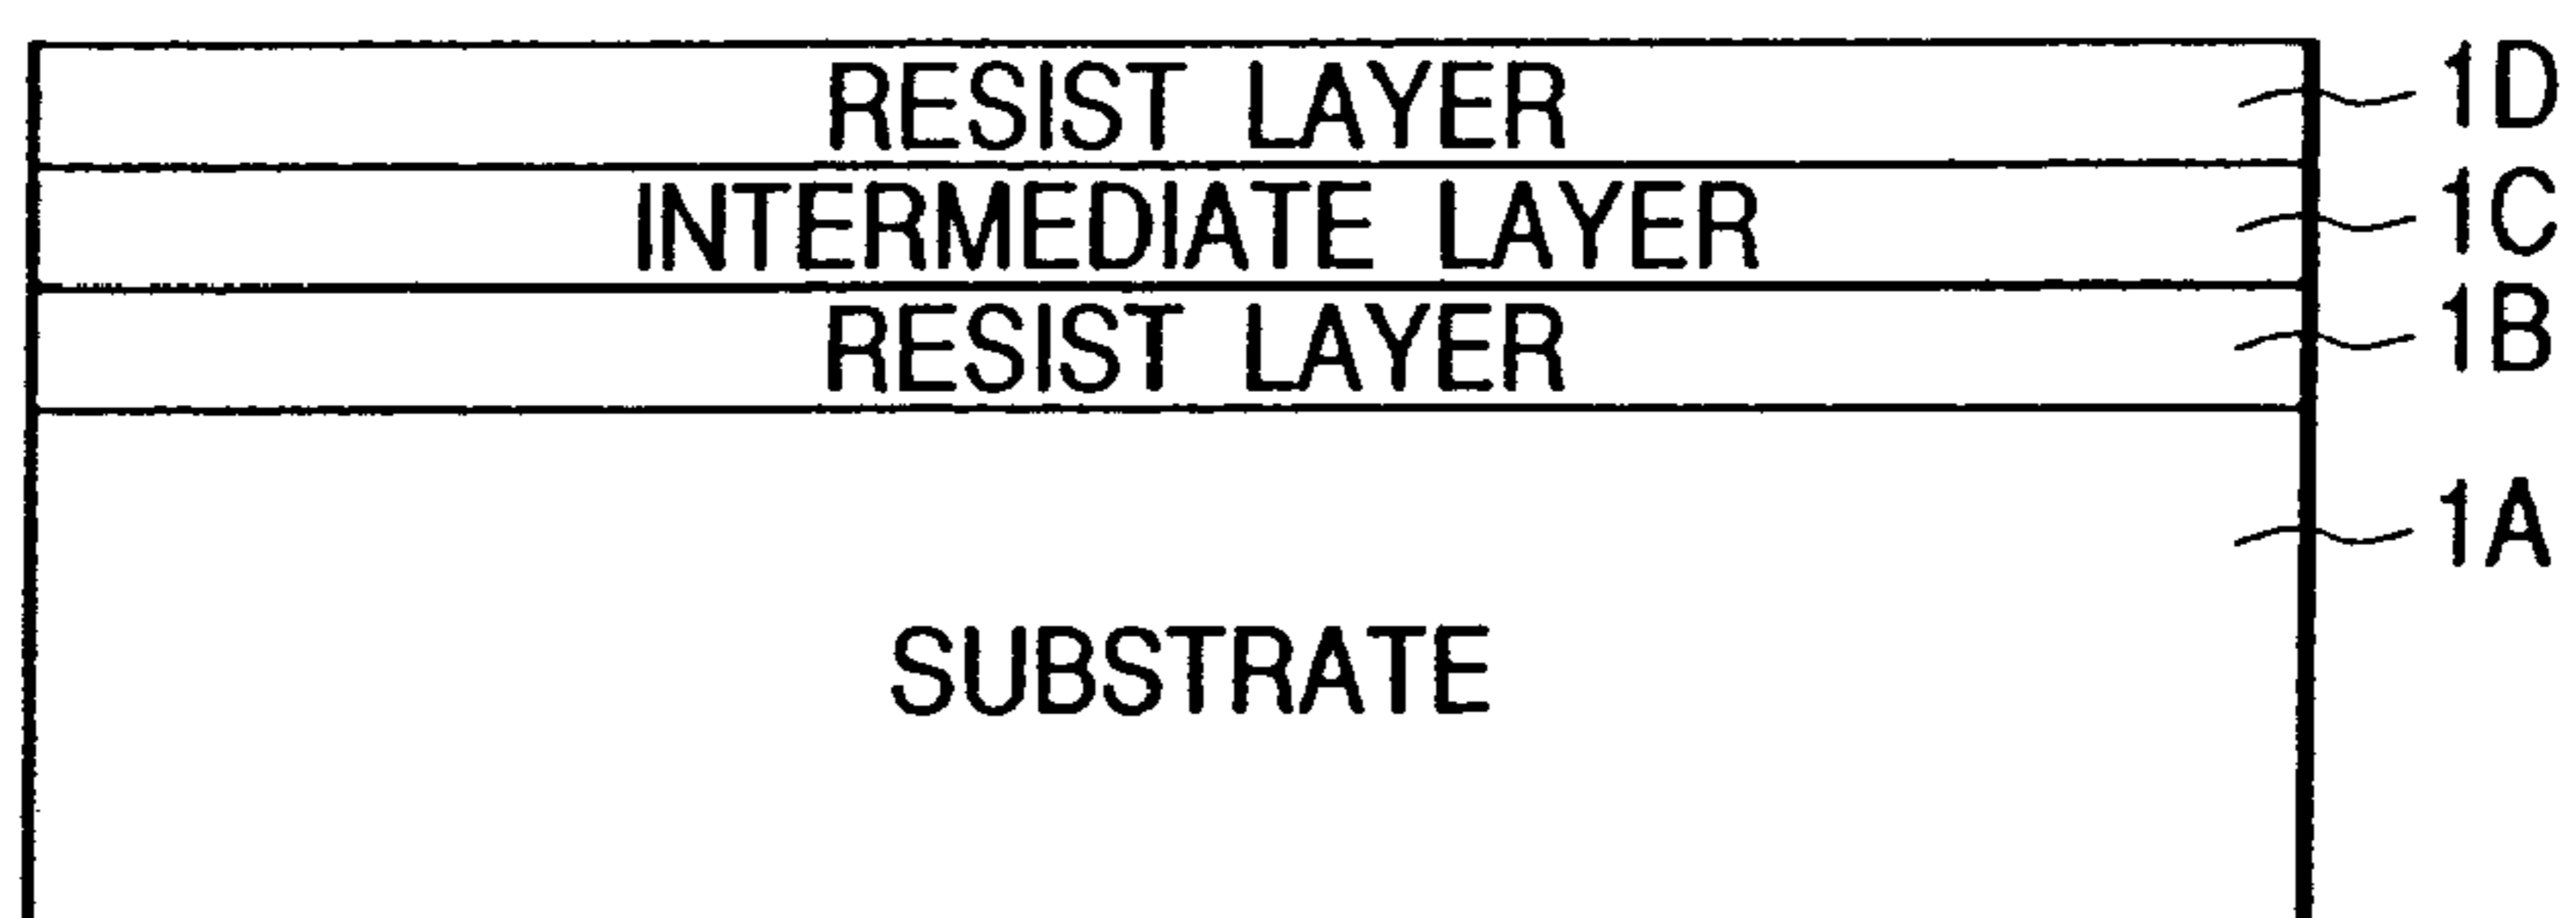 RESIST LAYER 1D
INTERMEDIATE LAYER 1C
RESIST LAYER 1B
1A
SUBSTRATE